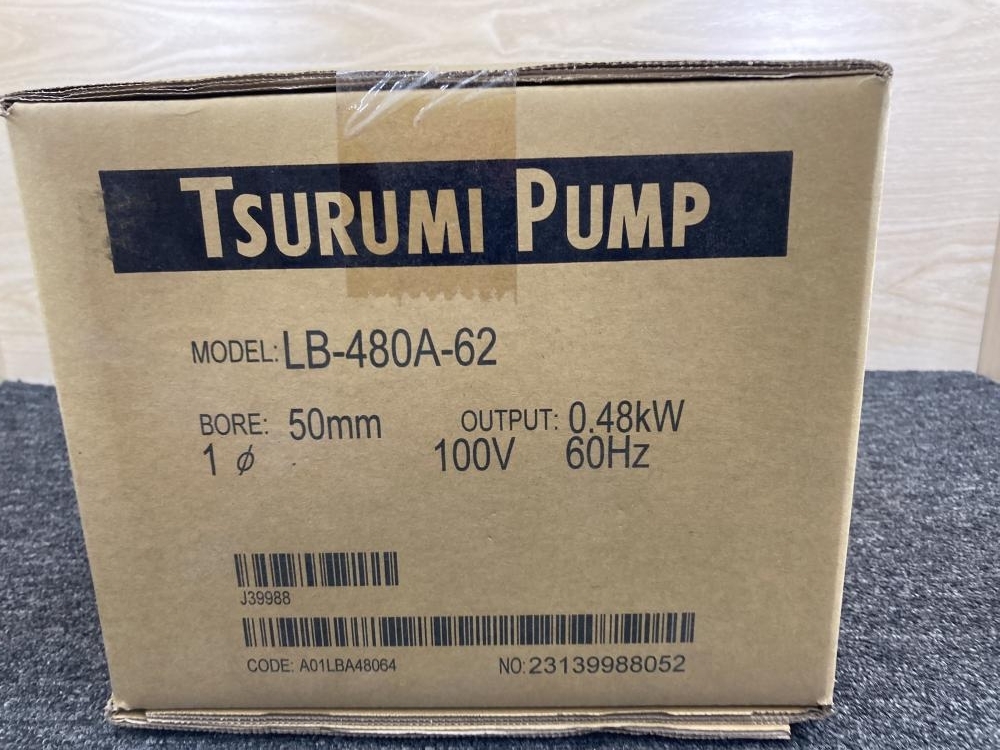 TSURUMI PUMP
MODEL: LB-480A-62
BORE: 50mm OUTPUT: 0.48kW
1 ϕ 100V 60Hz
J39988
CODE: A01LBA48064 NO: 23139988052